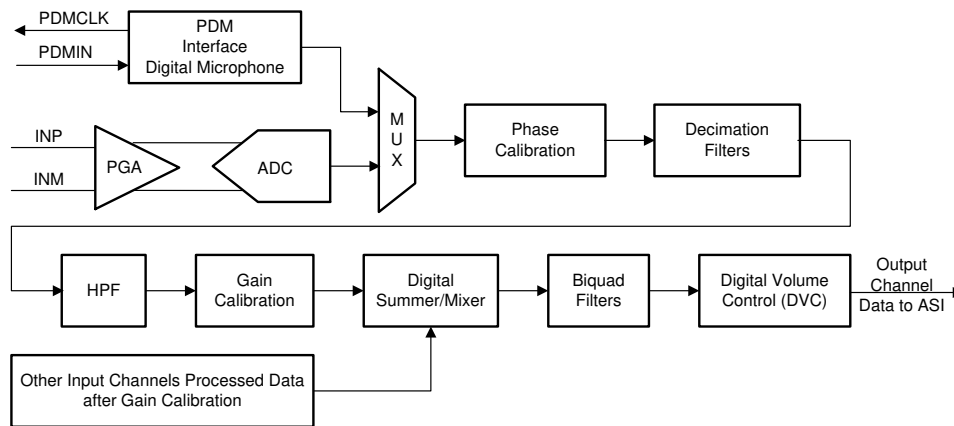 PDMCLK
PDMIN
PDM
Interface
Digital Microphone
INP
INM
PGA
ADC
M
U
X
Phase
Calibration
Decimation
Filters
HPF
Gain
Calibration
Digital
Summer/Mixer
Biquad
Filters
Digital Volume
Control (DVC)
Output
Channel
Data to ASI
Other Input Channels Processed Data
after Gain Calibration